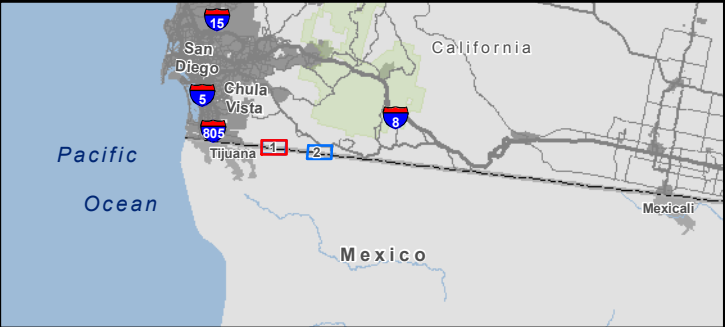 15
San
Diego
California
5
Chula
Vista
8
805
Pacific
Tijuana
1
2
Ocean
Mexicali
Mexico